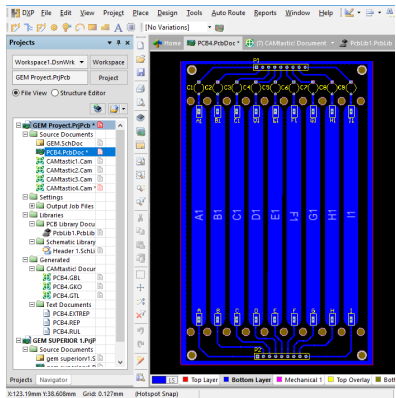 DXP File Edit View Project Place Design Tools Auto Route Reports Window Help
[No Variations]
Projects
Home PCB4.PcbDoc * (1) CAMtastic Document PcbLib1.PcbLib
Workspace1.DsnWrk Workspace
GEM Proyect.PrjPcb Project
File View Structure Editor
GEM Proyect.PrjPcb *
Source Documents
GEM.SchDoc
PCB4.PcbDoc *
CAMtastic1.Cam
CAMtastic2.Cam
CAMtastic3.Cam
CAMtastic4.Cam *
Settings
Output Job Files
Libraries
PCB Library Docu
PcbLib1.PcbLib
Schematic Library
Header 1.SchLi
Generated
CAMtastic! Docur
PCB4.GBL
PCB4.GKO
PCB4.GTL
Text Documents
PCB4.EXTREP
PCB4.REP
PCB4.RUL
GEM SUPERIOR 1.PrjP
Source Documents
gem superiorv1.S
P1
C1 C2 C3 C4 C5 C6 C7 C8 C9
A1 B1 C1 D1 E1 F1 G1 H1 I1
P2
Projects Navigator
LS Top Layer Bottom Layer Mechanical 1 Top Overlay Bott
X:123.19mm Y:38.608mm Grid: 0.127mm (Hotspot Snap)